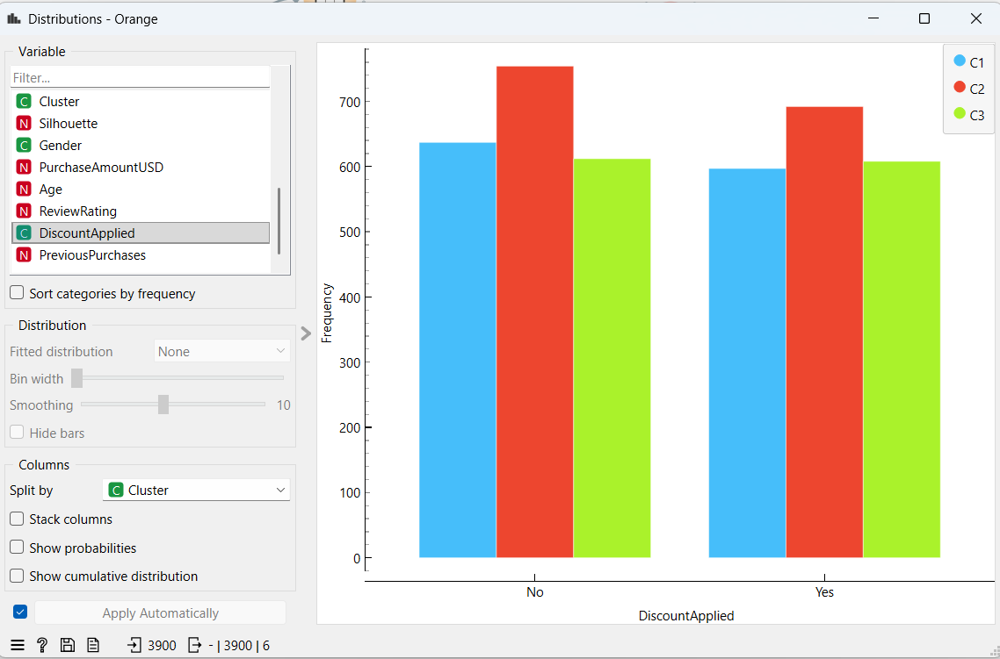 Distributions - Orange
Variable
Filter...
C Cluster
N Silhouette
C Gender
N PurchaseAmountUSD
N Age
N ReviewRating
C DiscountApplied
N PreviousPurchases
Sort categories by frequency
Distribution
Fitted distribution None
Bin width
Smoothing 10
Hide bars
Columns
Split by C Cluster
Stack columns
Show probabilities
Show cumulative distribution
Apply Automatically
? 3900 - | 3900 | 6
C1
C2
C3
Frequency
700
600
500
400
300
200
100
0
No Yes
DiscountApplied